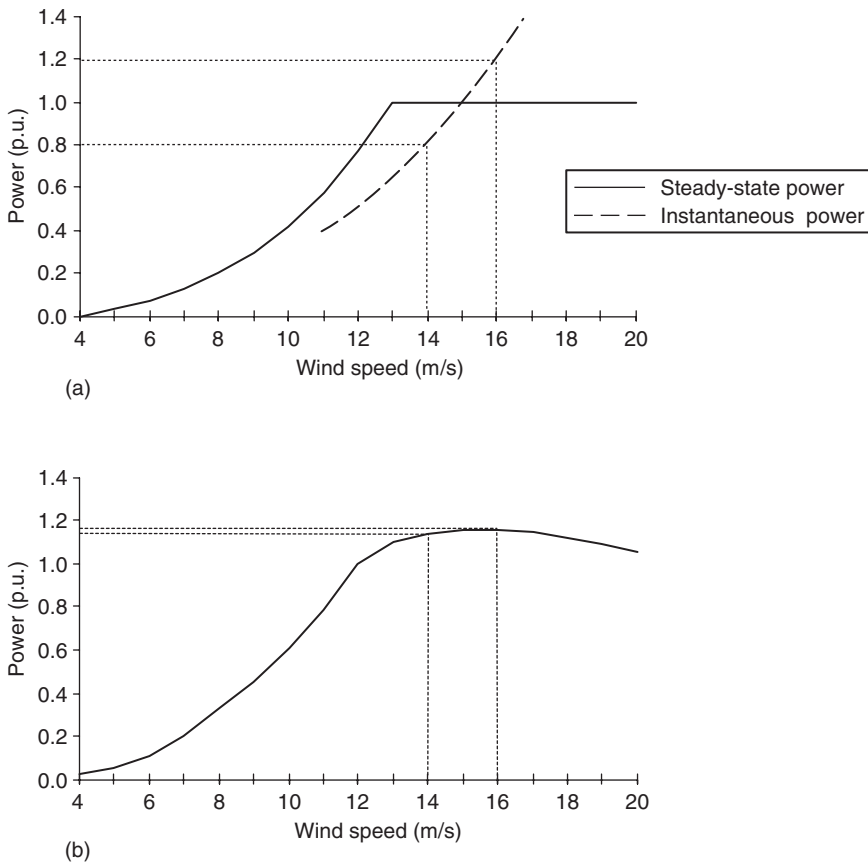 1.4
1.2
1.0
0.8
0.6
0.4
0.2
0.0
Power (p.u.)
4 6 8 10 12 14 16 18 20
Wind speed (m/s)
Steady-state power
Instantaneous power
(a)
1.4
1.2
1.0
0.8
0.6
0.4
0.2
0.0
Power (p.u.)
4 6 8 10 12 14 16 18 20
Wind speed (m/s)
(b)